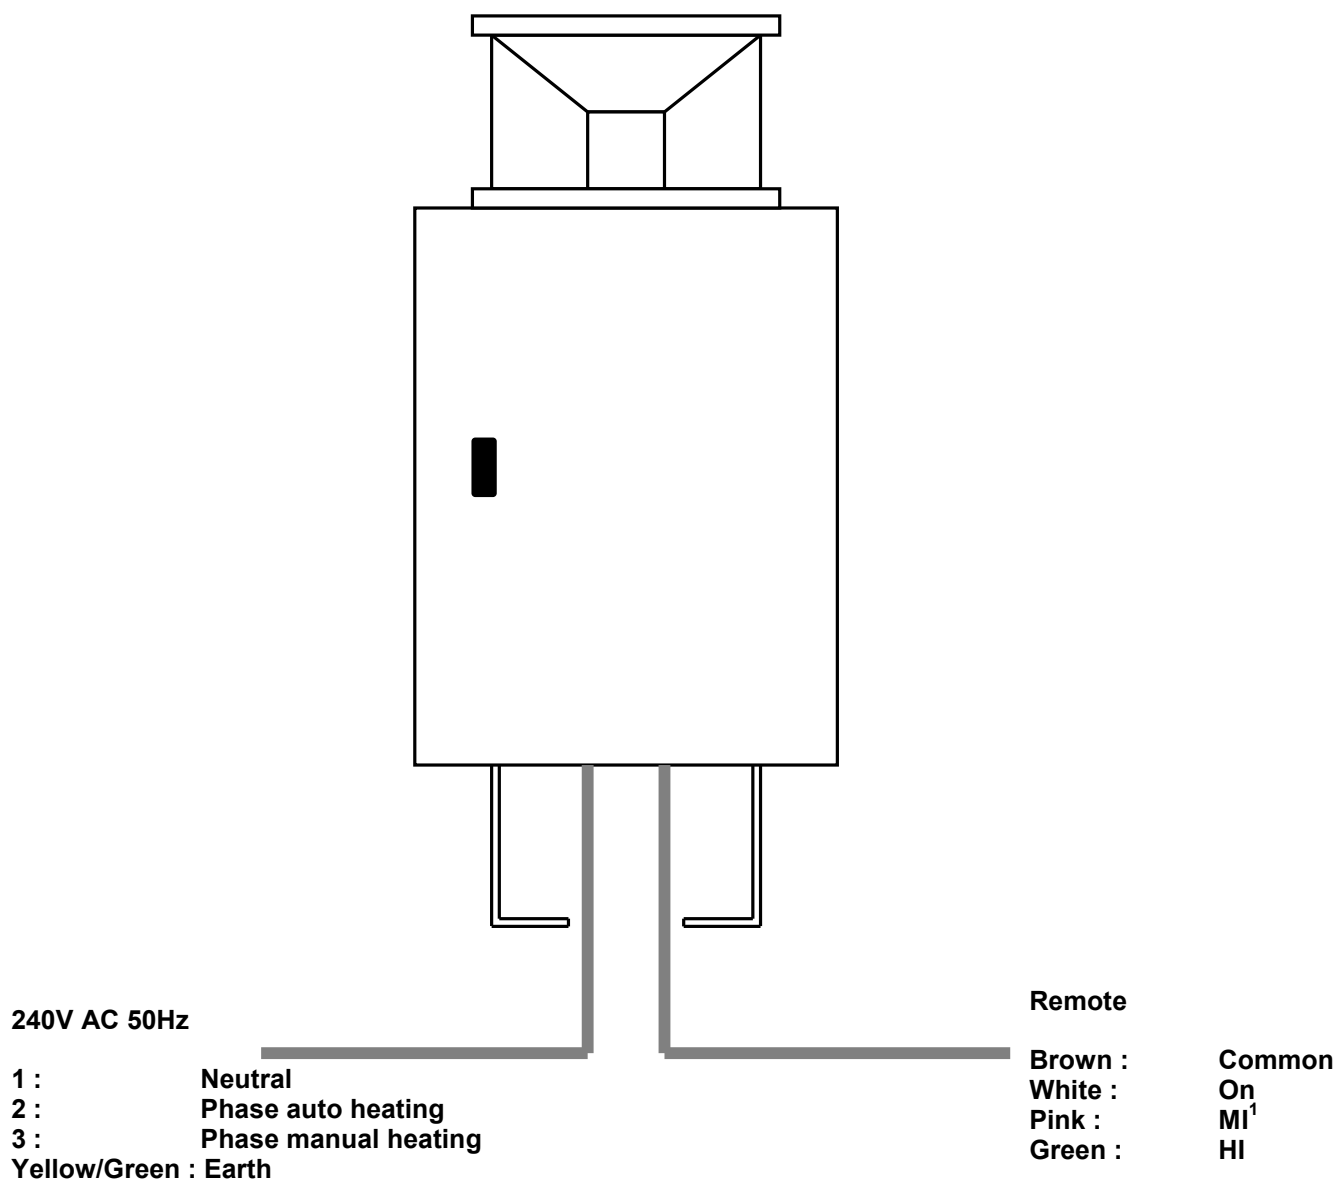 240V AC 50Hz
1 : Neutral
2 : Phase auto heating
3 : Phase manual heating
Yellow/Green : Earth
Remote
Brown : Common
White : On
Pink : MI¹
Green : HI